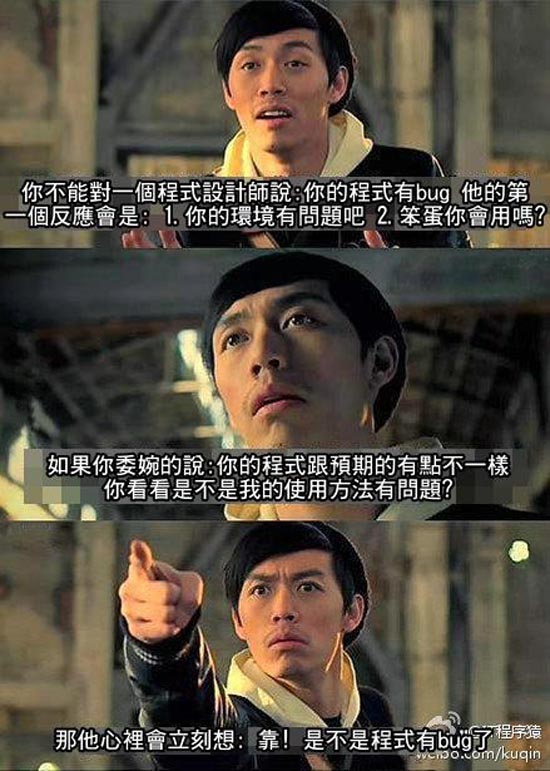 你不能對一個程式設計師說:你的程式有bug 他的第
一個反應會是: 1.你的環境有問題吧 2.笨蛋你會用嗎?
如果你委婉的說:你的程式跟預期的有點不一樣
你看看是不是我的使用方法有問題?
那他心裡會立刻想: 靠! 是不是程式有bug了
程序猿
weibo.com/kuqin